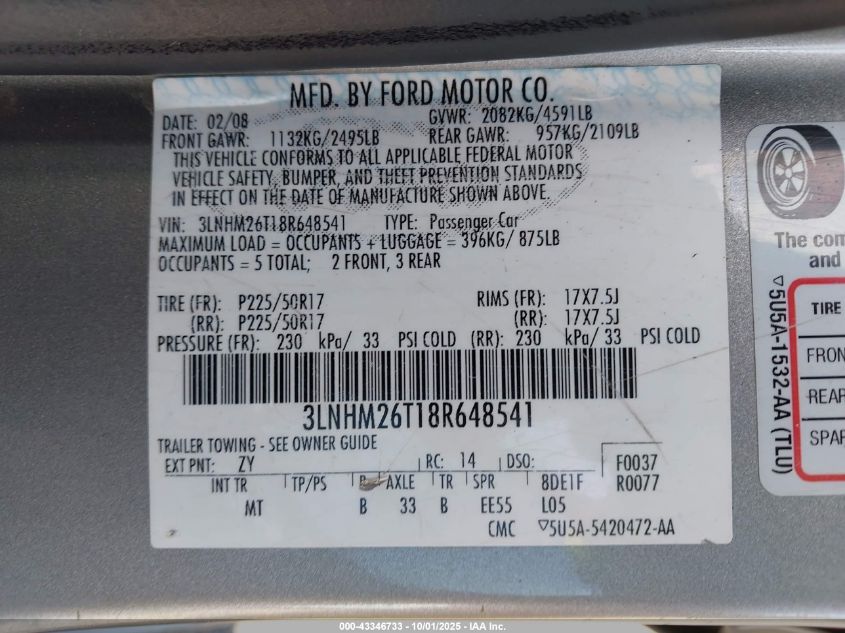 MFD. BY FORD MOTOR CO.
DATE: 02/08 GVWR: 2082KG/4591LB
FRONT GAWR: 1132KG/2495LB REAR GAWR: 957KG/2109LB
THIS VEHICLE CONFORMS TO ALL APPLICABLE FEDERAL MOTOR
VEHICLE SAFETY, BUMPER, AND THEFT PREVENTION STANDARDS
IN EFFECT ON THE DATE OF MANUFACTURE SHOWN ABOVE.
VIN: 3LNHM26T18R648541 TYPE: Passenger Car
MAXIMUM LOAD = OCCUPANTS + LUGGAGE = 396KG/ 875LB
OCCUPANTS = 5 TOTAL; 2 FRONT, 3 REAR
TIRE (FR): P225/50R17 RIMS (FR): 17X7.5J
(RR): P225/50R17 (RR): 17X7.5J
PRESSURE (FR): 230 kPa/ 33 PSI COLD (RR): 230 kPa/ 33 PSI COLD
3LNHM26T18R648541
TRAILER TOWING - SEE OWNER GUIDE
EXT PNT: ZY RC: 14 DSO: F0037
INT TR TP/PS R AXLE TR SPR 8DE1F R0077
MT B 33 B EE55 L05
CMC ▽5U5A-5420472-AA
The com
and
▽5U5A-1532-AA (TLU)
TIRE
FRON
REAR
SPAR
000-43346733 - 10/01/2025 - IAA Inc.